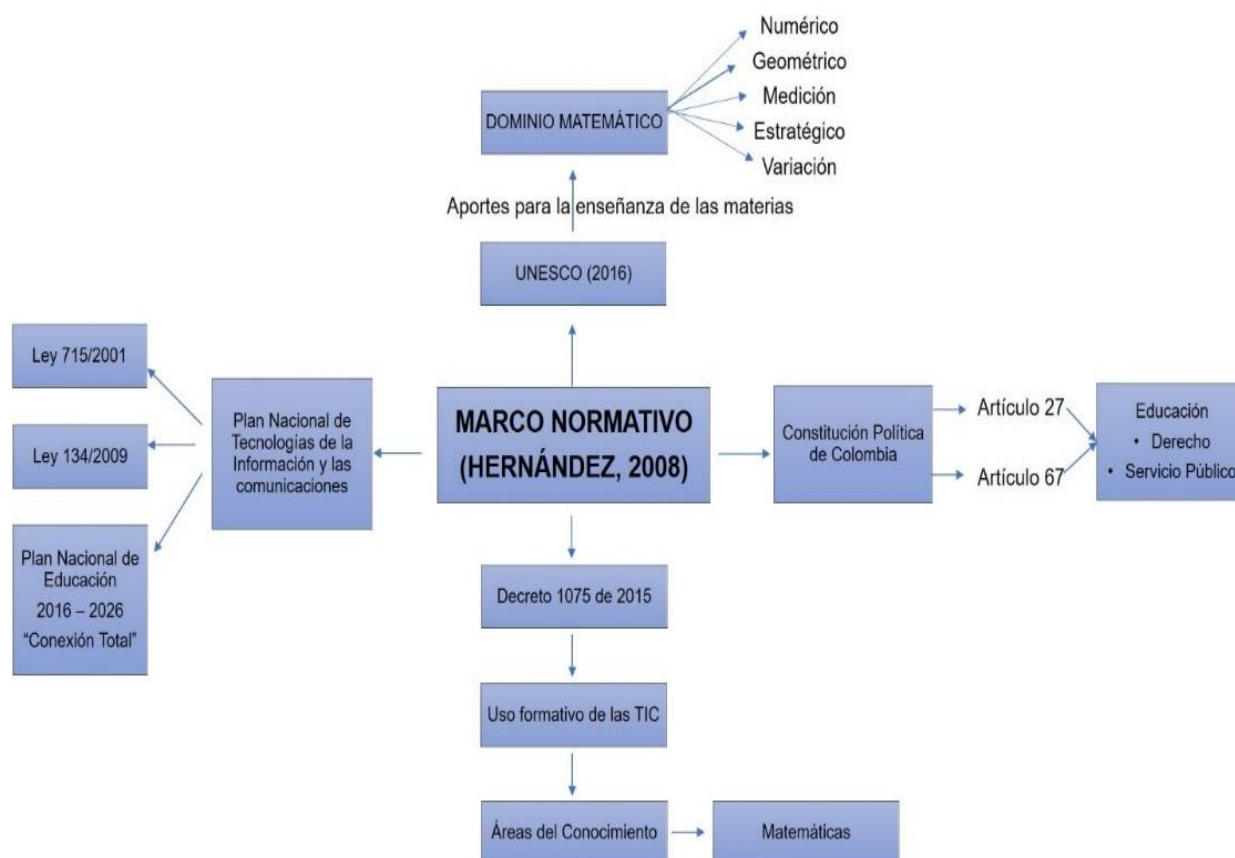 Numérico
Geométrico
Medición
Estratégico
Variación
DOMINIO MATEMÁTICO
Aportes para la enseñanza de las materias
UNESCO (2016)
Ley 715/2001
Ley 134/2009
Plan Nacional de
Educación
2016 – 2026
“Conexión Total”
Plan Nacional de
Tecnologías de la
Información y las
comunicaciones
MARCO NORMATIVO
(HERNÁNDEZ, 2008)
Constitución Política
de Colombia
Artículo 27
Artículo 67
Educación
• Derecho
• Servicio Público
Decreto 1075 de 2015
Uso formativo de las TIC
Áreas del Conocimiento
Matemáticas